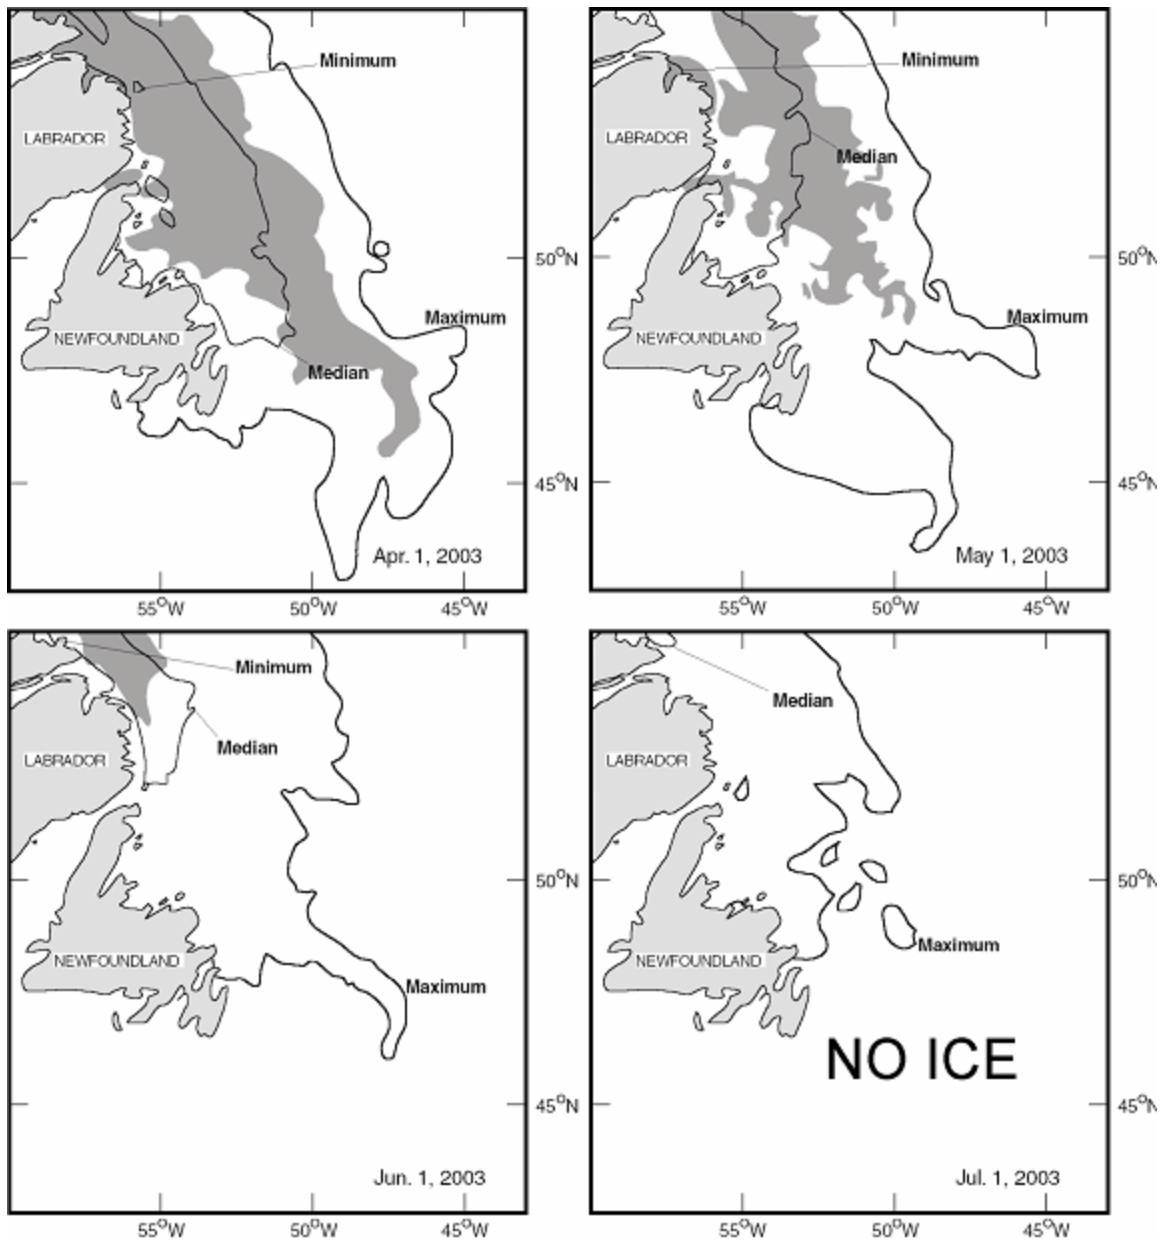 Minimum
LABRADOR
50°N
Maximum
NEWFOUNDLAND
Median
45°N
Apr. 1, 2003
55°W
50°W
45°W
Minimum
LABRADOR
Median
50°N
Maximum
NEWFOUNDLAND
45°N
May 1, 2003
55°W
50°W
45°W
Minimum
Median
LABRADOR
50°N
NEWFOUNDLAND
Maximum
45°N
Jun. 1, 2003
55°W
50°W
45°W
Median
LABRADOR
50°N
Maximum
NEWFOUNDLAND
NO ICE
45°N
Jul. 1, 2003
55°W
50°W
45°W